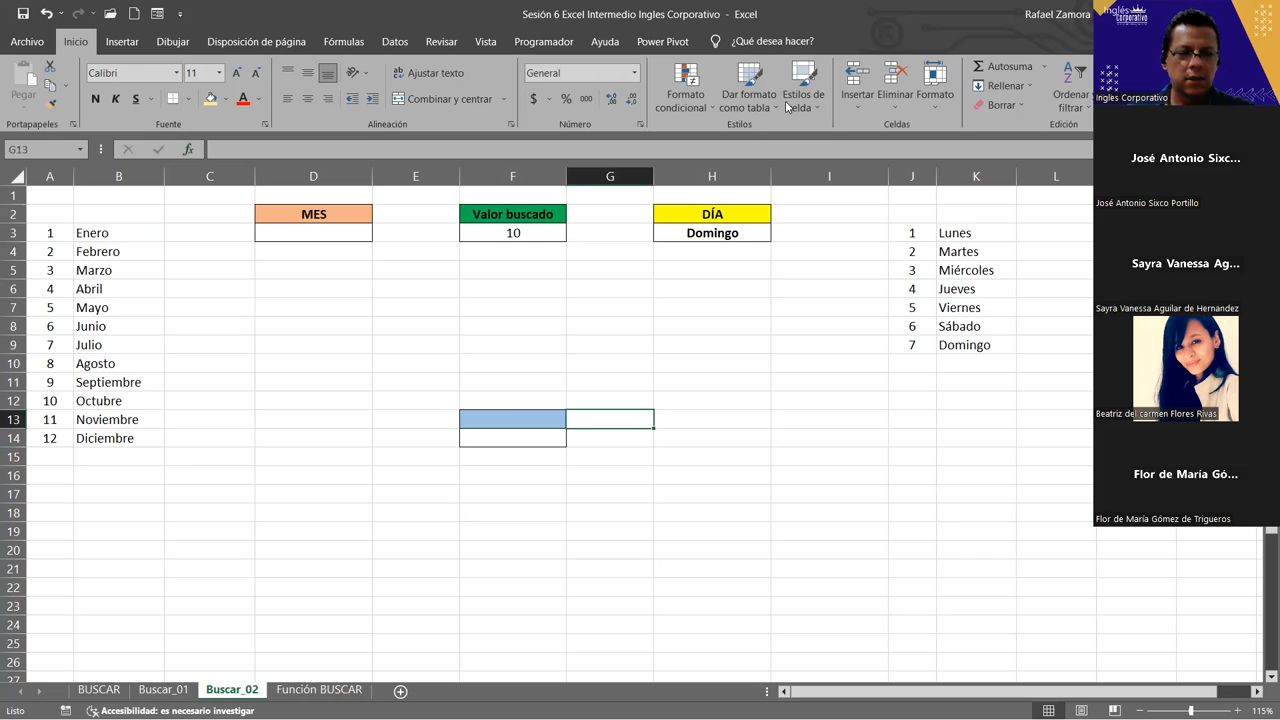 Sesión 6 Excel Intermedio Ingles Corporativo - Excel
Rafael Zamora
Archivo Inicio Insertar Dibujar Disposición de página Fórmulas Datos Revisar Vista Programador Ayuda Power Pivot ¿Qué desea hacer?
Pegar
Calibri 11
N K S
Ajustar texto
Combinar y centrar
General
$ % 000
Formato condicional
Dar formato como tabla
Estilos de celda
Insertar Eliminar Formato
Autosuma
Rellenar
Borrar
Ordenar
filtrar
Portapapeles Fuente Alineación Número Estilos Celdas Edición
G13
fx
A B C D E F G H I J K L
1
2 MES Valor buscado DÍA
3 1 Enero 10 Domingo 1 Lunes
4 2 Febrero 2 Martes
5 3 Marzo 3 Miércoles
6 4 Abril 4 Jueves
7 5 Mayo 5 Viernes
8 6 Junio 6 Sábado
9 7 Julio 7 Domingo
10 8 Agosto
11 9 Septiembre
12 10 Octubre
13 11 Noviembre
14 12 Diciembre
15
16
17
18
19
20
21
22
23
24
25
26
27
BUSCAR Buscar_01 Buscar_02 Función BUSCAR
Listo Accesibilidad: es necesario investigar 115%
Inglés
Corporativo
Ingles Corporativo
José Antonio Sixc...
José Antonio Sixco Portillo
Sayra Vanessa Ag...
Sayra Vanessa Aguilar de Hernandez
Beatriz del carmen Flores Rivas
Flor de María Gó...
Flor de María Gómez de Trigueros